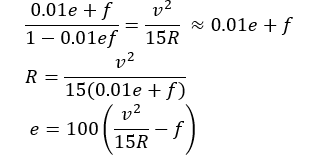 (0.01e + f)/(1 − 0.01ef) = v²/15R ≈ 0.01e + f
R = v²/15(0.01e + f)
e = 100(v²/15R − f)